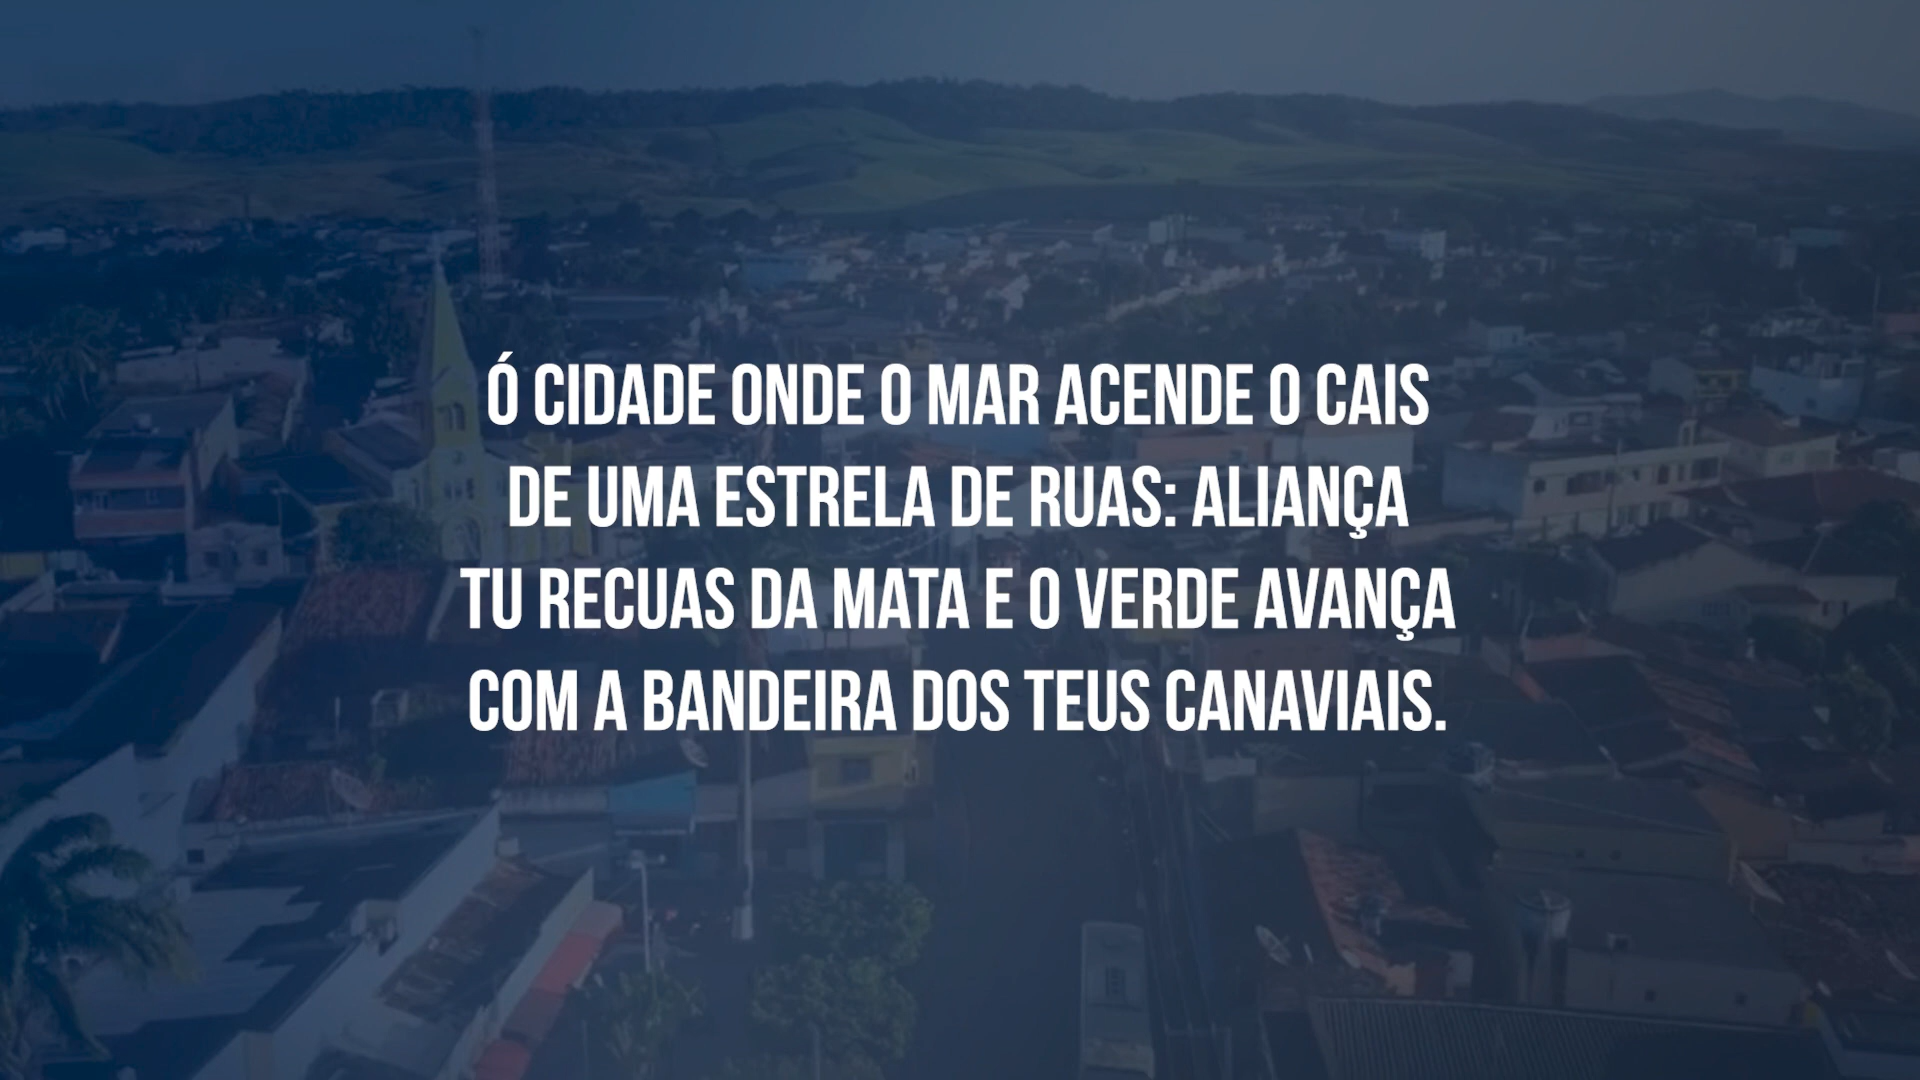 Ó CIDADE ONDE O MAR ACENDE O CAIS
DE UMA ESTRELA DE RUAS: ALIANÇA
TU RECUAS DA MATA E O VERDE AVANÇA
COM A BANDEIRA DOS TEUS CANAVIAIS.